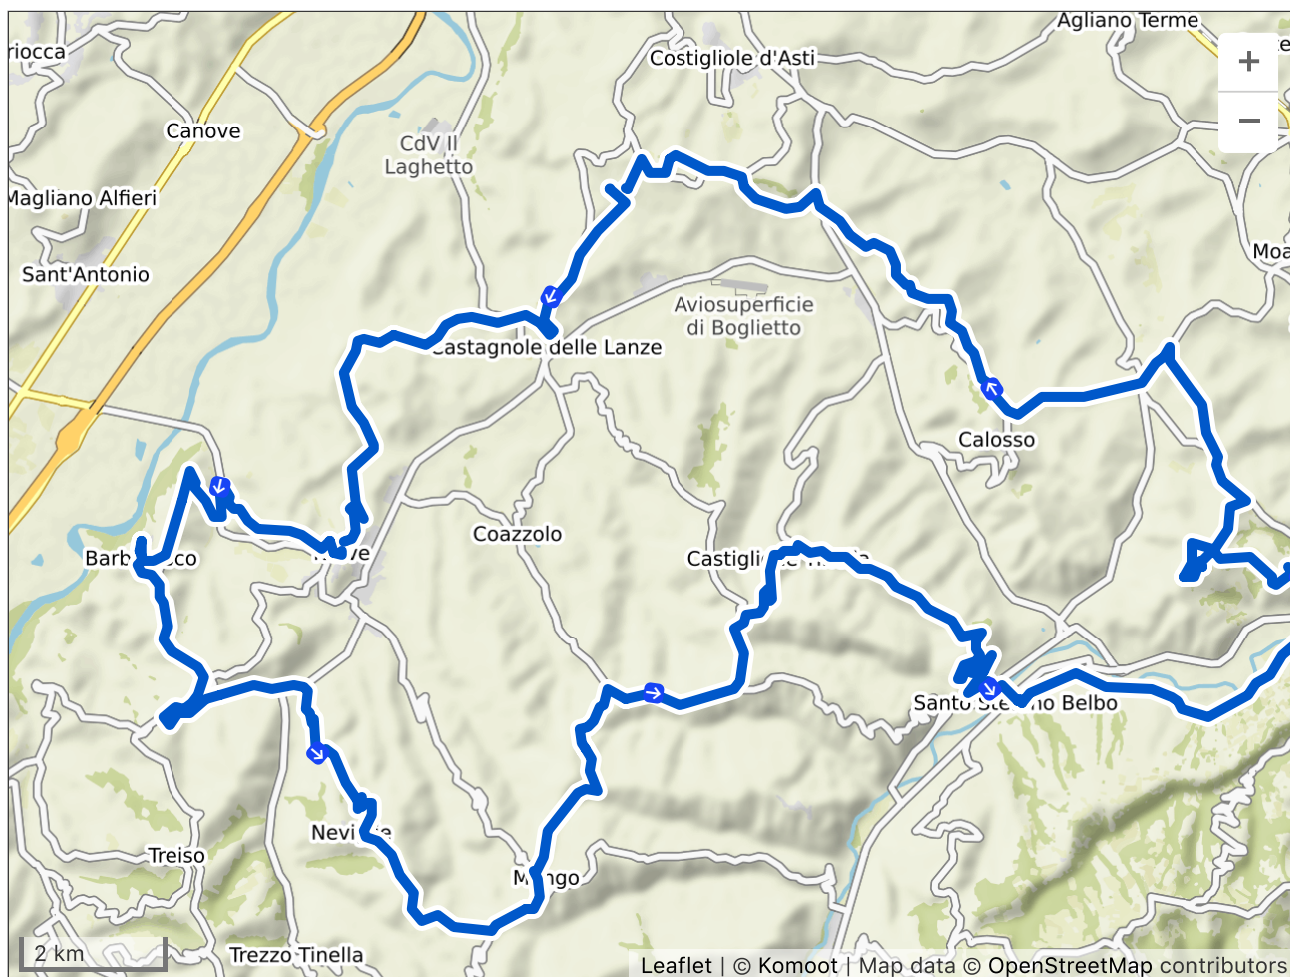 Agliano Terme
riocca
Costigliole d'Asti
+
−
Canove
CdV Il
Laghetto
Magliano Alfieri
Moa
Sant'Antonio
Aviosuperficie
di Boglietto
Castagnole delle Lanze
Calosso
Coazzolo
Santo
Belbo
Treiso
Trezzo Tinella
2 km
Leaflet | © Komoot | Map data © OpenStreetMap contributors